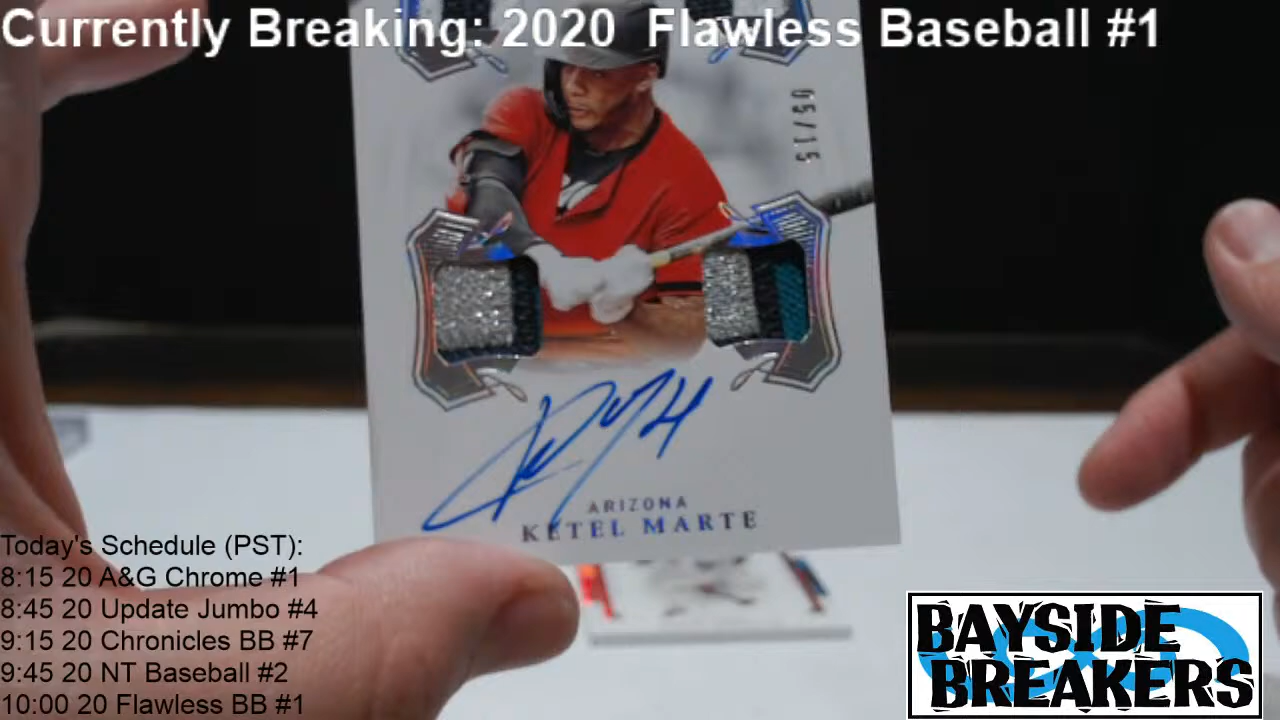 Currently Breaking: 2020 Flawless Baseball #1
05/15
ARIZONA
KETEL MARTE
Today's Schedule (PST):
8:15 20 A&G Chrome #1
8:45 20 Update Jumbo #4
9:15 20 Chronicles BB #7
9:45 20 NT Baseball #2
10:00 20 Flawless BB #1
BAYSIDE
BREAKERS